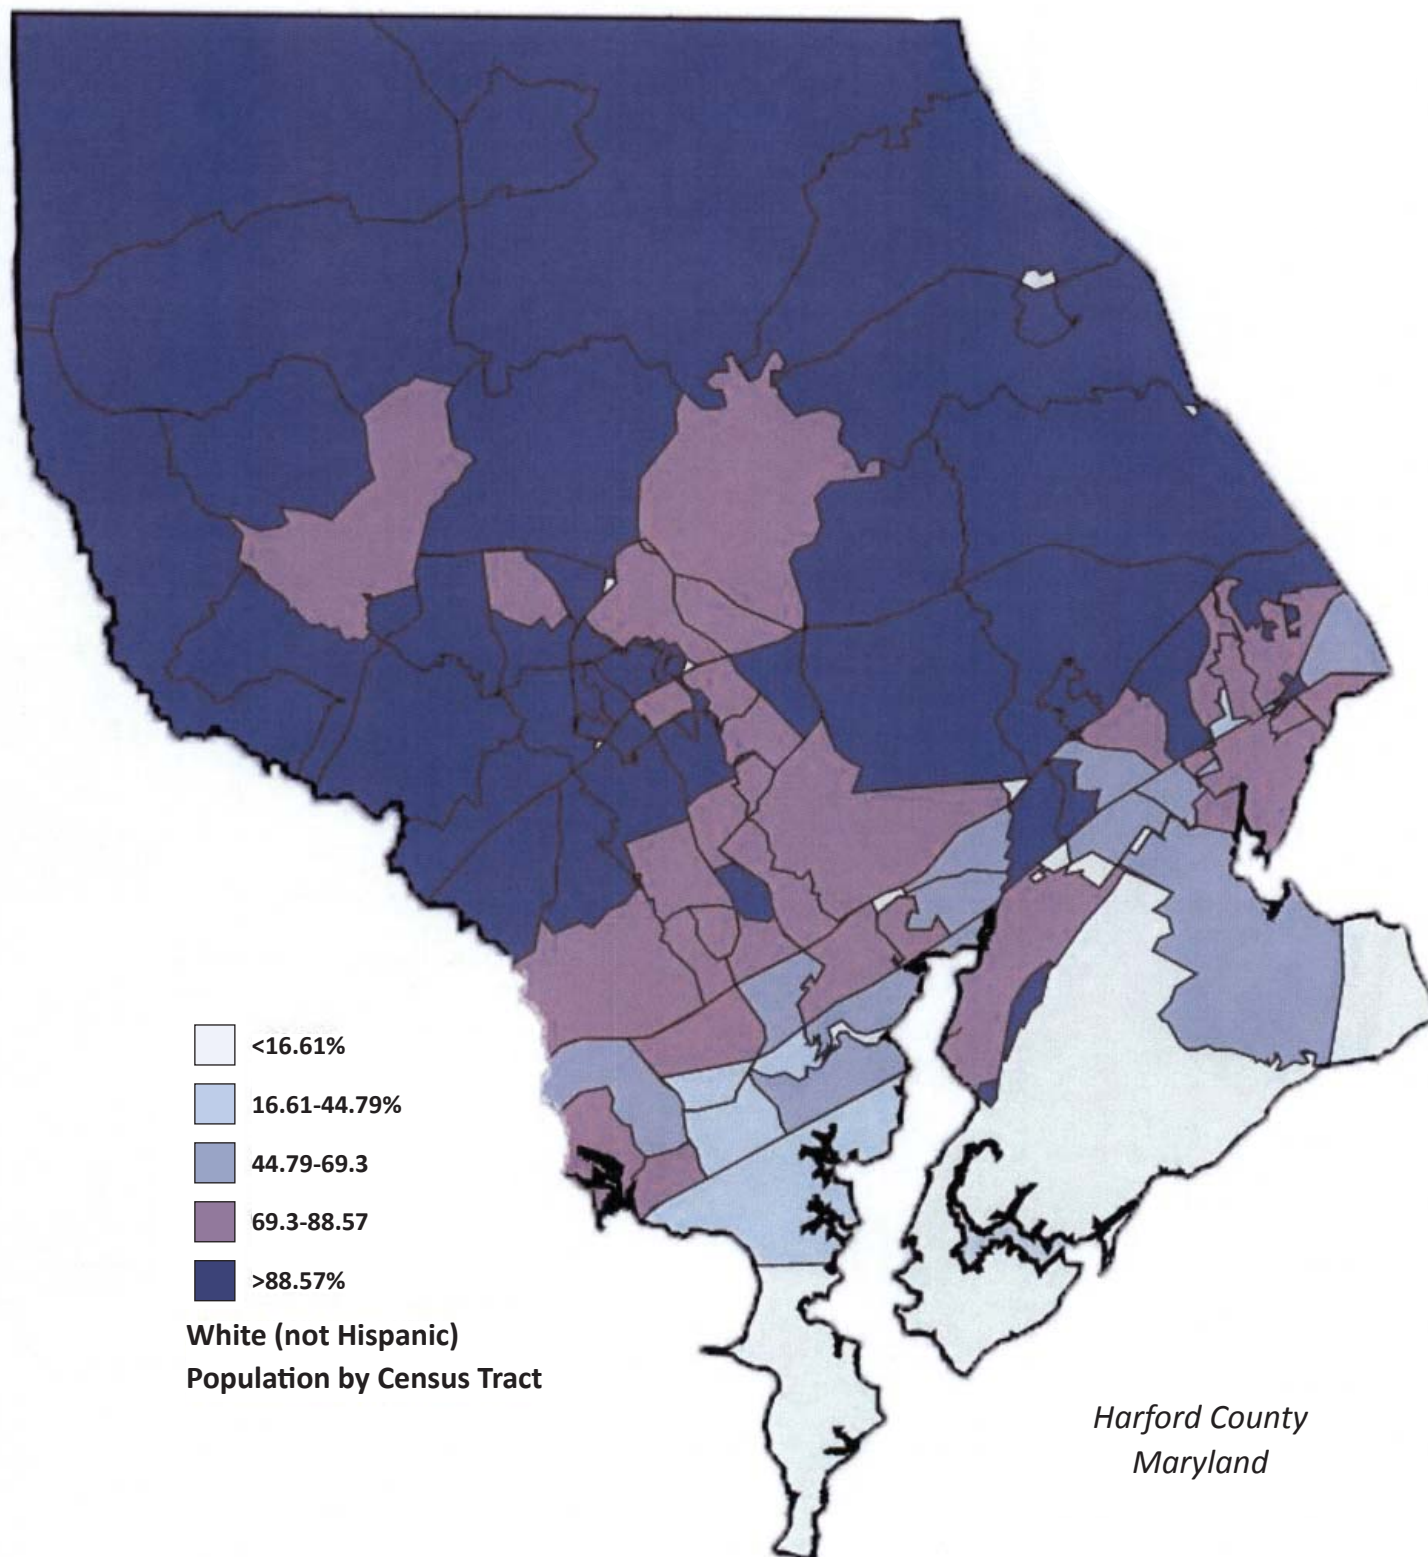 <16.61%
16.61-44.79%
44.79-69.3
69.3-88.57
>88.57%
White (not Hispanic)
Population by Census Tract
Harford County
Maryland